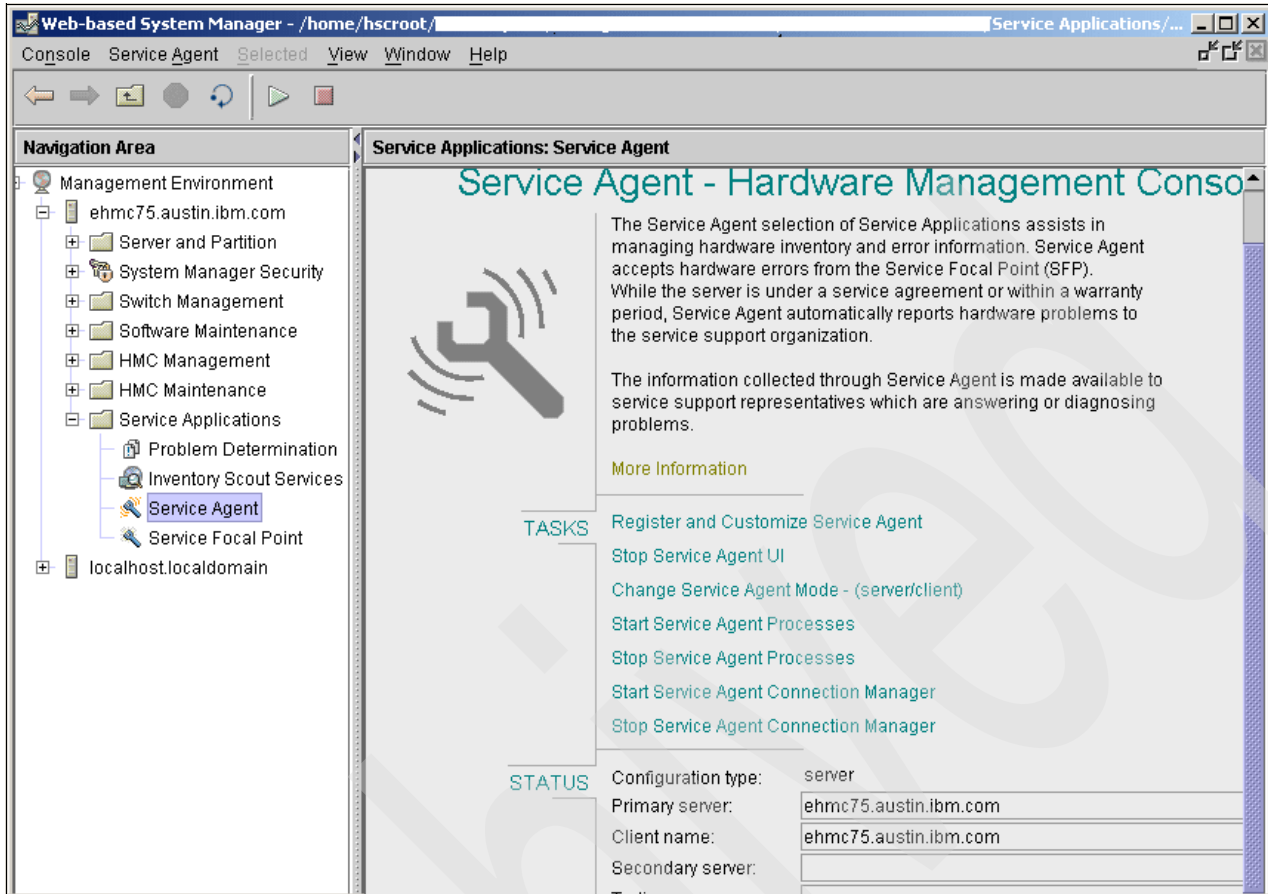 Web-based System Manager - /home/hscroot/ Service Applications/...
Console Service Agent Selected View Window Help
Navigation Area
Management Environment
ehmc75.austin.ibm.com
Server and Partition
System Manager Security
Switch Management
Software Maintenance
HMC Management
HMC Maintenance
Service Applications
Problem Determination
Inventory Scout Services
Service Agent
Service Focal Point
localhost.localdomain
Service Applications: Service Agent
Service Agent - Hardware Management Conso
The Service Agent selection of Service Applications assists in
managing hardware inventory and error information. Service Agent
accepts hardware errors from the Service Focal Point (SFP).
While the server is under a service agreement or within a warranty
period, Service Agent automatically reports hardware problems to
the service support organization.
The information collected through Service Agent is made available to
service support representatives which are answering or diagnosing
problems.
More Information
TASKS
Register and Customize Service Agent
Stop Service Agent UI
Change Service Agent Mode - (server/client)
Start Service Agent Processes
Stop Service Agent Processes
Start Service Agent Connection Manager
Stop Service Agent Connection Manager
STATUS
Configuration type: server
Primary server: ehmc75.austin.ibm.com
Client name: ehmc75.austin.ibm.com
Secondary server: